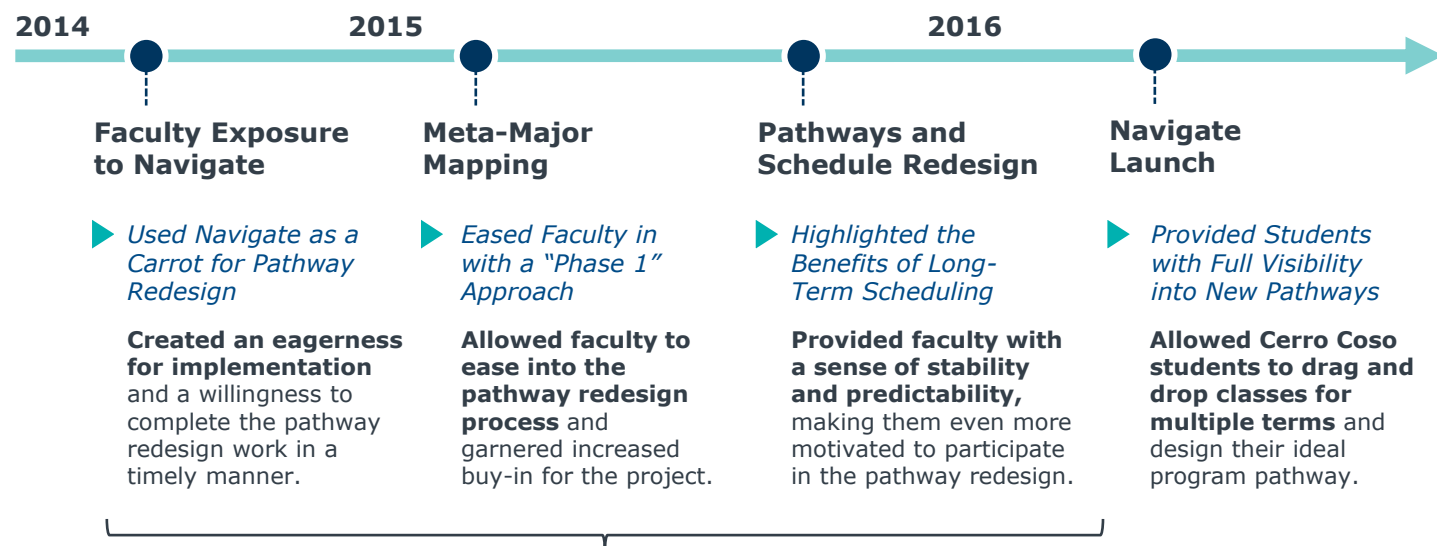 2014
2015
2016
Faculty Exposure
to Navigate
Used Navigate as a
Carrot for Pathway
Redesign
Created an eagerness
for implementation
and a willingness to
complete the pathway
redesign work in a
timely manner.
Meta-Major
Mapping
Eased Faculty in
with a “Phase 1”
Approach
Allowed faculty to
ease into the
pathway redesign
process and
garnered increased
buy-in for the project.
Pathways and
Schedule Redesign
Highlighted the
Benefits of Long-
Term Scheduling
Provided faculty with
a sense of stability
and predictability,
making them even more
motivated to participate
in the pathway redesign.
Navigate
Launch
Provided Students
with Full Visibility
into New Pathways
Allowed Cerro Coso
students to drag and
drop classes for
multiple terms and
design their ideal
program pathway.